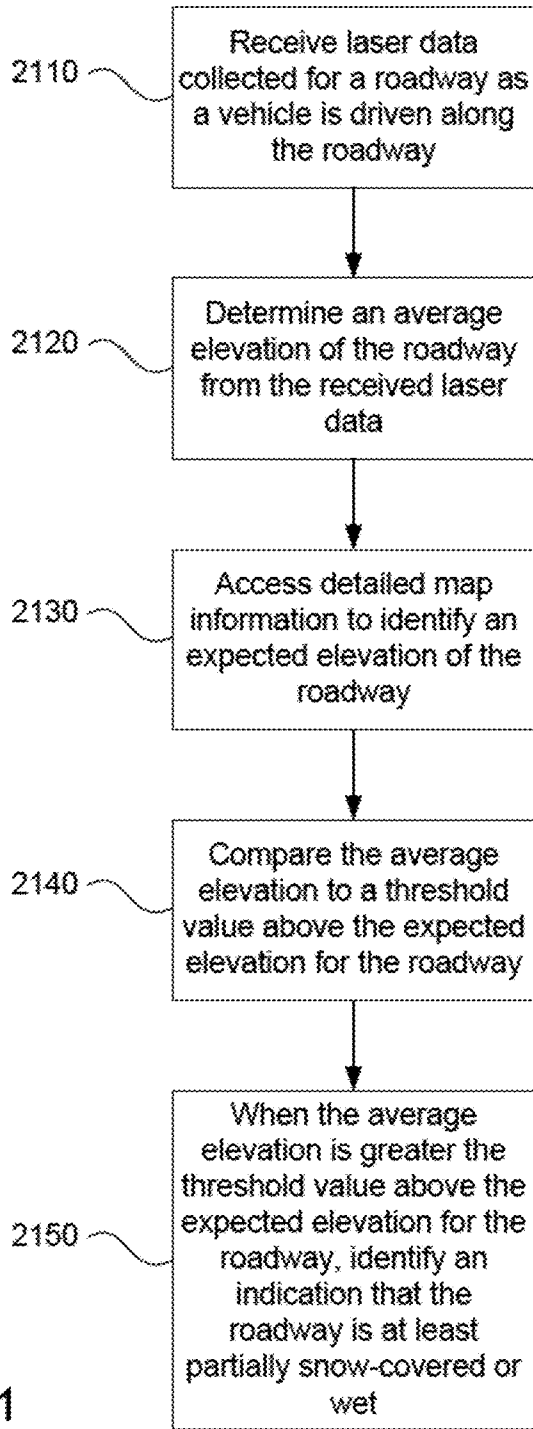 2110
Receive laser data
collected for a roadway as
a vehicle is driven along
the roadway
2120
Determine an average
elevation of the roadway
from the received laser
data
2130
Access detailed map
information to identify an
expected elevation of the
roadway
2140
Compare the average
elevation to a threshold
value above the expected
elevation for the roadway
2150
When the average
elevation is greater the
threshold value above the
expected elevation for the
roadway, identify an
indication that the
roadway is at least
partially snow-covered or
wet
1